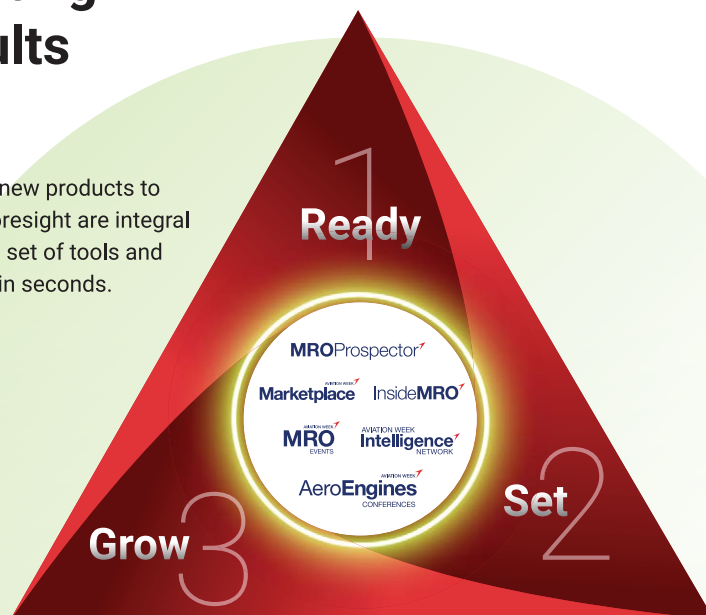 ults
new products to
oresight are integral
set of tools and
in seconds.
1
Ready
MROProspector
AVIATION WEEK
Marketplace
InsideMRO
AVIATION WEEK
MRO
EVENTS
AVIATION WEEK
Intelligence
NETWORK
AVIATION WEEK
AeroEngines
CONFERENCES
Set
2
Grow
3